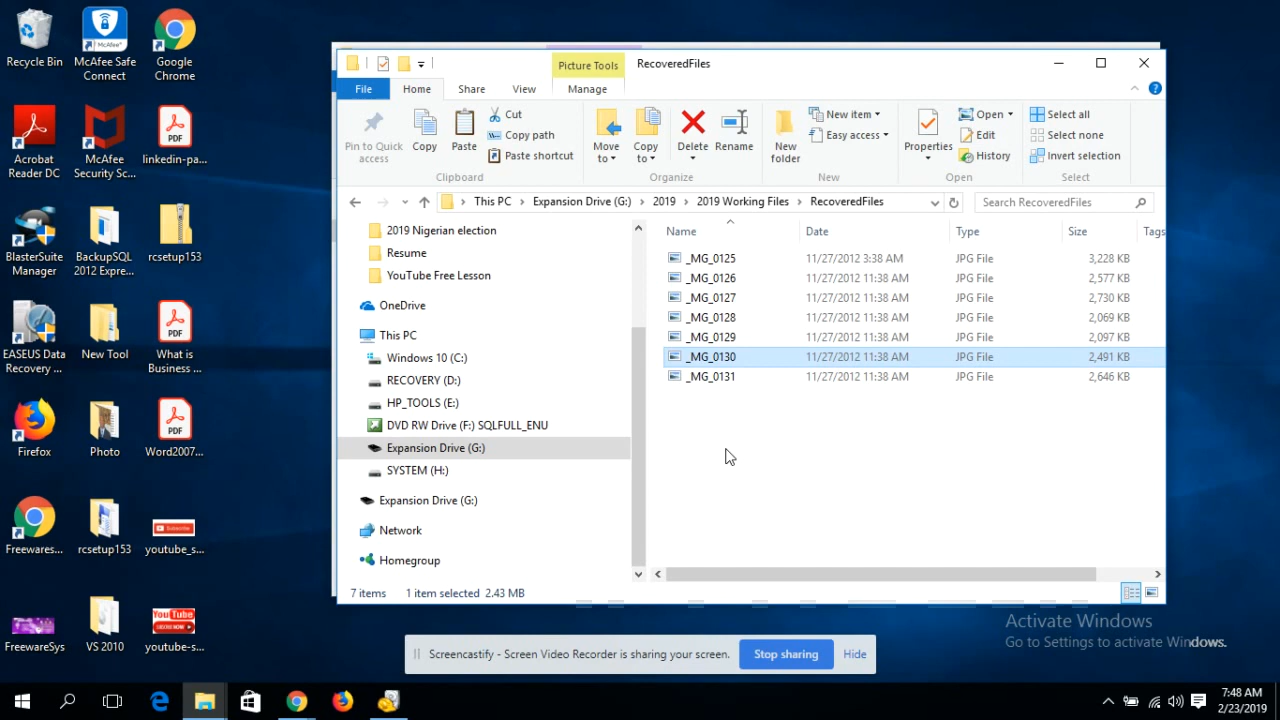 Recycle Bin
McAfee Safe
Connect
Google
Chrome
Acrobat
Reader DC
McAfee
Security Sc...
linkedin-pa...
BlasterSuite
Manager
BackupSQL
2012 Expre...
rcsetup153
EASEUS Data
Recovery ...
New Tool
What is
Business ...
Firefox
Photo
Word2007...
Freewares...
rcsetup153
youtube_s...
FreewareSys
VS 2010
youtube-s...
Picture Tools
RecoveredFiles
File
Home
Share
View
Manage
Pin to Quick
access
Copy
Paste
Cut
Copy path
Paste shortcut
Clipboard
Move
to
Copy
to
Delete
Rename
Organize
New
folder
New item
Easy access
New
Properties
Open
Edit
History
Open
Select all
Select none
Invert selection
Select
This PC > Expansion Drive (G:) > 2019 > 2019 Working Files > RecoveredFiles
Search RecoveredFiles
2019 Nigerian election
Resume
YouTube Free Lesson
OneDrive
This PC
Windows 10 (C:)
RECOVERY (D:)
HP_TOOLS (E:)
DVD RW Drive (F:) SQLFULL_ENU
Expansion Drive (G:)
SYSTEM (H:)
Expansion Drive (G:)
Network
Homegroup
Name Date Type Size Tags
_MG_0125 11/27/2012 3:38 AM JPG File 3,228 KB
_MG_0126 11/27/2012 11:38 AM JPG File 2,577 KB
_MG_0127 11/27/2012 11:38 AM JPG File 2,730 KB
_MG_0128 11/27/2012 11:38 AM JPG File 2,069 KB
_MG_0129 11/27/2012 11:38 AM JPG File 2,097 KB
_MG_0130 11/27/2012 11:38 AM JPG File 2,491 KB
_MG_0131 11/27/2012 11:38 AM JPG File 2,646 KB
7 items 1 item selected 2.43 MB
Activate Windows
Go to Settings to activate Windows.
Screencastify - Screen Video Recorder is sharing your screen.
Stop sharing
Hide
7:48 AM
2/23/2019